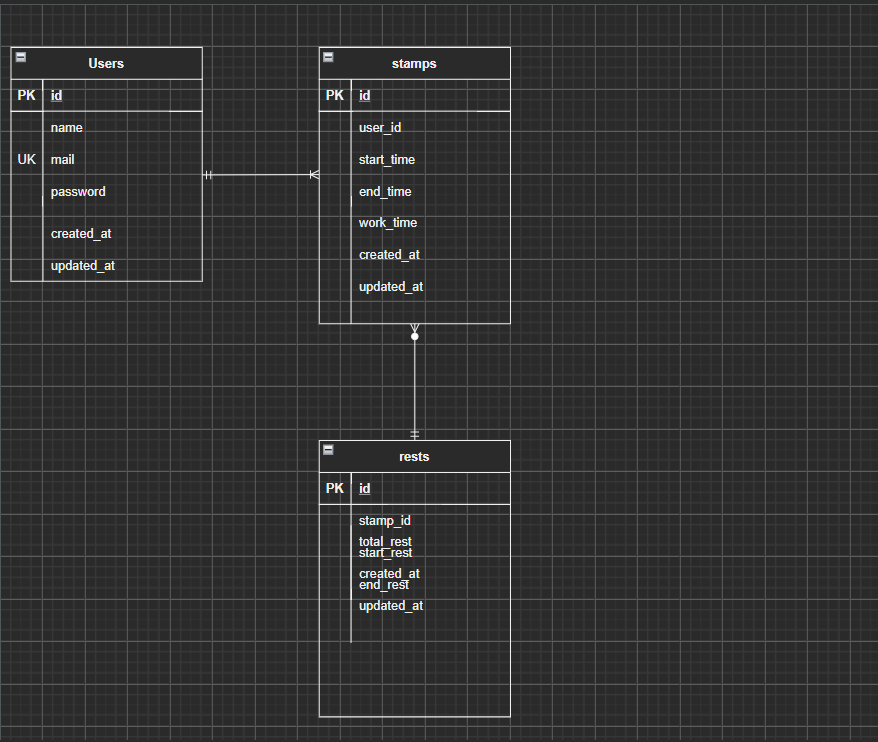 Users
PK id
name
UK mail
password
created_at
updated_at
stamps
PK id
user_id
start_time
end_time
work_time
created_at
updated_at
rests
PK id
stamp_id
total_rest
start_rest
created_at
end_rest
updated_at